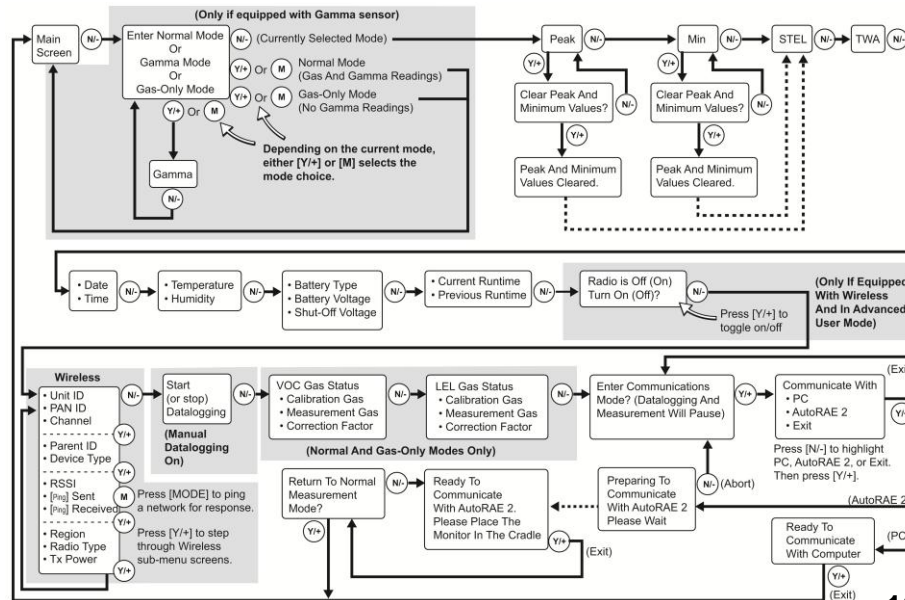 (Only if equipped with Gamma sensor)
Main
Screen
N/-
Enter Normal Mode
Or
Gamma Mode
Or
Gas-Only Mode
N/-
(Currently Selected Mode)
Y/+
Or
M
Normal Mode
(Gas And Gamma Readings)
Y/+
Or
M
Gas-Only Mode
(No Gamma Readings)
Y/+
Or
M
Depending on the current mode,
either [Y/+] or [M] selects the
mode choice.
Gamma
N/-
Peak
N/-
Min
N/-
STEL
N/-
TWA
N/-
Y/+
Y/+
Clear Peak And
Minimum Values?
N/-
Clear Peak And
Minimum Values?
N/-
Y/+
Y/+
Peak And Minimum
Values Cleared.
Peak And Minimum
Values Cleared.
• Date
• Time
N/-
• Temperature
• Humidity
N/-
• Battery Type
• Battery Voltage
• Shut-Off Voltage
N/-
• Current Runtime
• Previous Runtime
N/-
Radio is Off (On)
Turn On (Off)?
N/-
Press [Y/+] to
toggle on/off
(Only If Equipped
With Wireless
And In Advanced
User Mode)
Wireless
• Unit ID
• PAN ID
• Channel
N/-
Y/+
• Parent ID
• Device Type
Y/+
• RSSI
• [Ping] Sent
• [Ping] Received
M
Press [MODE] to ping
a network for response.
Y/+
• Region
• Radio Type
• Tx Power
Y/+
Press [Y/+] to step
through Wireless
sub-menu screens.
Start
(or stop)
Datalogging
N/-
(Manual
Datalogging
On)
VOC Gas Status
• Calibration Gas
• Measurement Gas
• Correction Factor
N/-
LEL Gas Status
• Calibration Gas
• Measurement Gas
• Correction Factor
N/-
(Normal And Gas-Only Modes Only)
Enter Communications
Mode? (Datalogging And
Measurement Will Pause)
Y/+
Communicate With
• PC
• AutoRAE 2
• Exit
Y/+
Press [N/-] to highlight
PC, AutoRAE 2, or Exit.
Then press [Y/+].
N/-
(Abort)
(AutoRAE 2
Return To Normal
Measurement
Mode?
N/-
Ready To
Communicate
With AutoRAE 2.
Please Place The
Monitor In The Cradle
Preparing To
Communicate
With AutoRAE 2
Please Wait
Y/+
Y/+
(Exit)
Ready To
Communicate
With Computer
(PC
Y/+
(Exit)